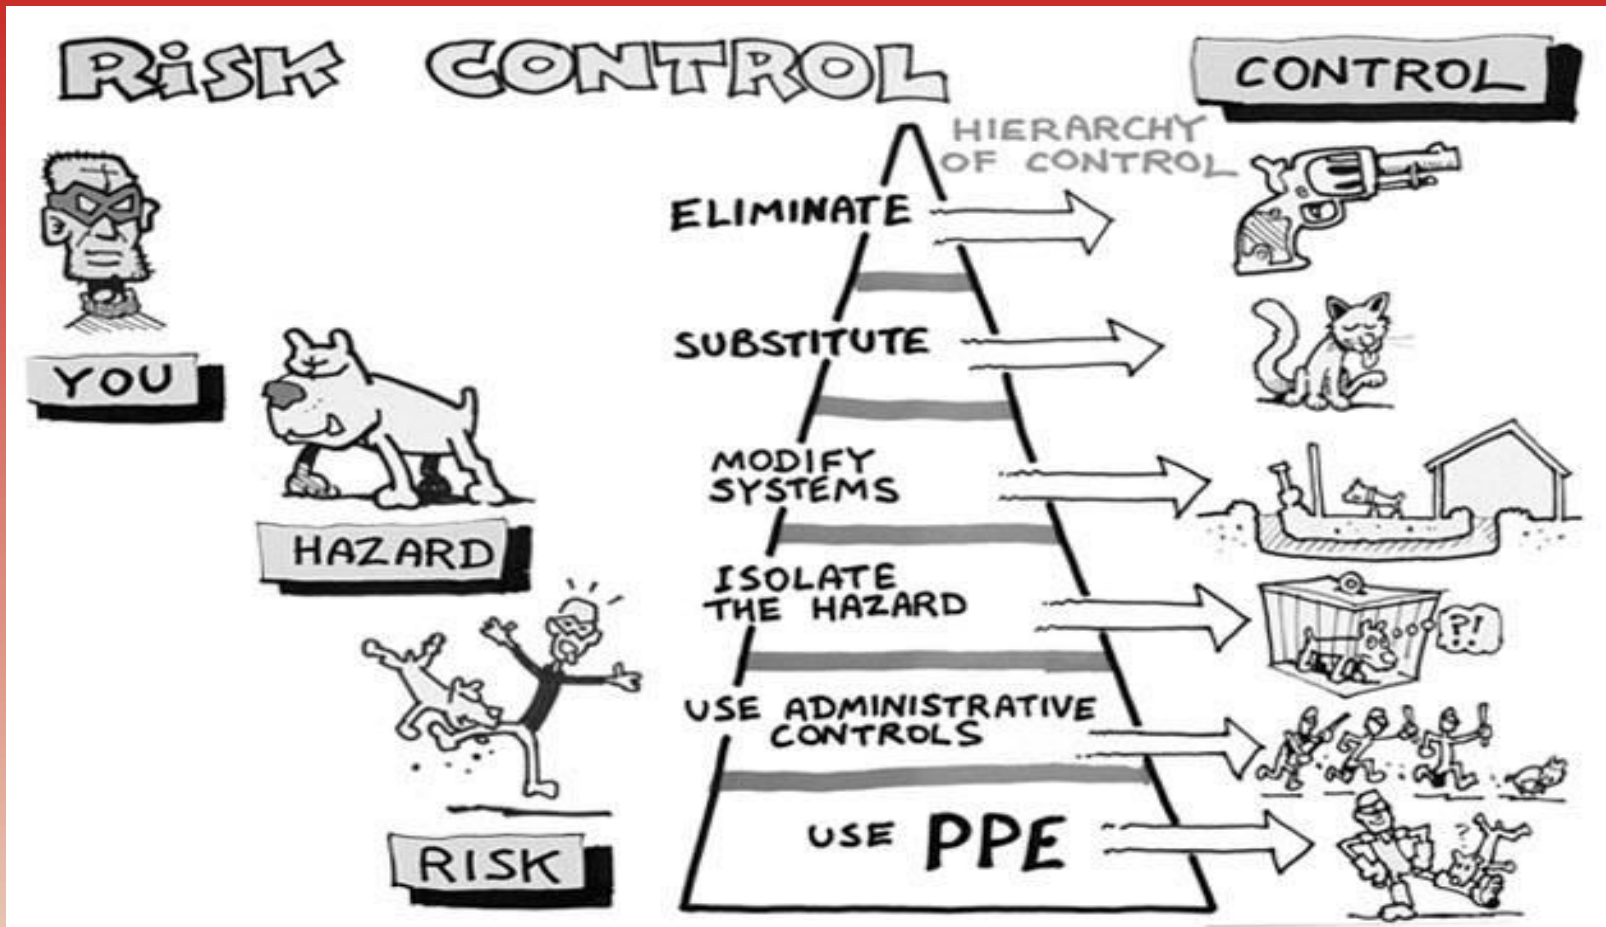 RiSK CONTROL
CONTROL
HIERARCHY
OF CONTROL
ELIMINATE
YOU
SUBSTITUTE
MODIFY
SYSTEMS
HAZARD
ISOLATE
THE HAZARD
?!
USE ADMINISTRATIVE
CONTROLS
USE PPE
?
RISK